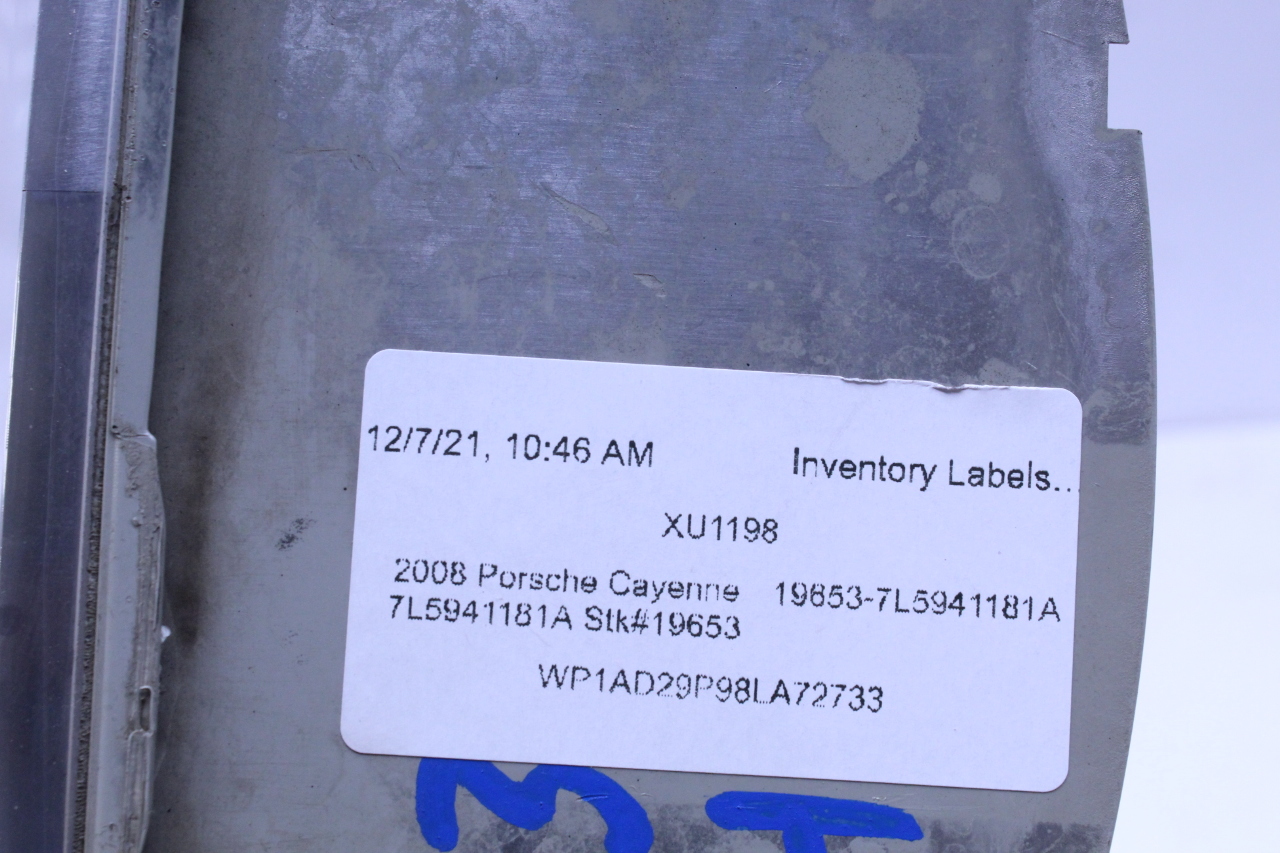 12/7/21, 10:46 AM Inventory Labels...
XU1198
2008 Porsche Cayenne 19653-7L5941181A
7L5941181A Stk#19653
WP1AD29P98LA72733